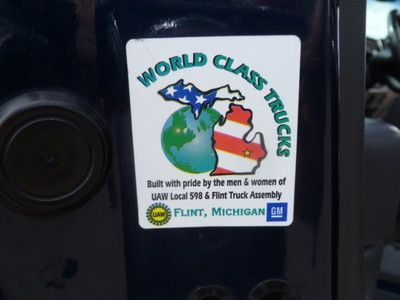 WORLD CLASS TRUCKS
Built with pride by the men & women of
UAW Local 598 & Flint Truck Assembly
UAW FLINT, MICHIGAN GM